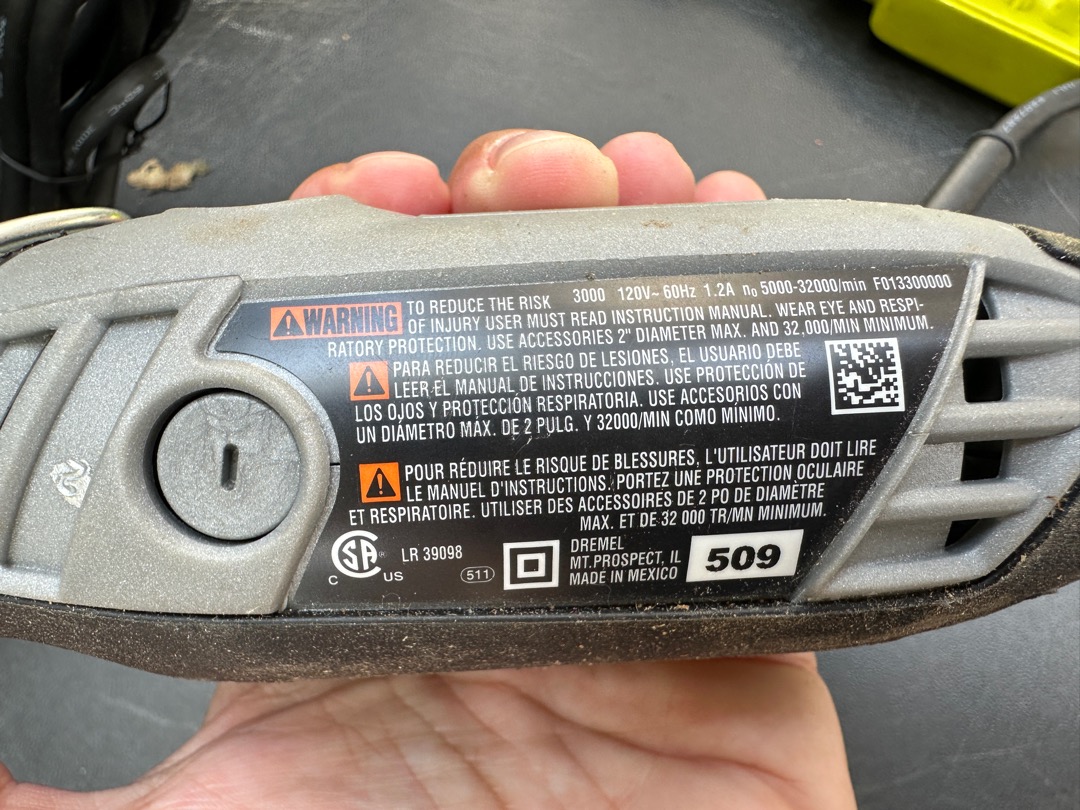 ⚠WARNING TO REDUCE THE RISK 3000 120V~ 60Hz 1.2A n₀ 5000-32000/min F013300000
OF INJURY USER MUST READ INSTRUCTION MANUAL. WEAR EYE AND RESPI-
RATORY PROTECTION. USE ACCESSORIES 2" DIAMETER MAX. AND 32,000/MIN MINIMUM.
PARA REDUCIR EL RIESGO DE LESIONES, EL USUARIO DEBE
LEER EL MANUAL DE INSTRUCCIONES. USE PROTECCIÓN DE
LOS OJOS Y PROTECCIÓN RESPIRATORIA. USE ACCESORIOS CON
UN DIÁMETRO MÁX. DE 2 PULG. Y 32000/MIN COMO MÍNIMO.
POUR RÉDUIRE LE RISQUE DE BLESSURES, L'UTILISATEUR DOIT LIRE
LE MANUEL D'INSTRUCTIONS. PORTEZ UNE PROTECTION OCULAIRE
ET RESPIRATOIRE. UTILISER DES ACCESSOIRES DE 2 PO DE DIAMÈTRE
MAX. ET DE 32 000 TR/MN MINIMUM.
C SA® US LR 39098
511
DREMEL
MT.PROSPECT, IL
MADE IN MEXICO
509